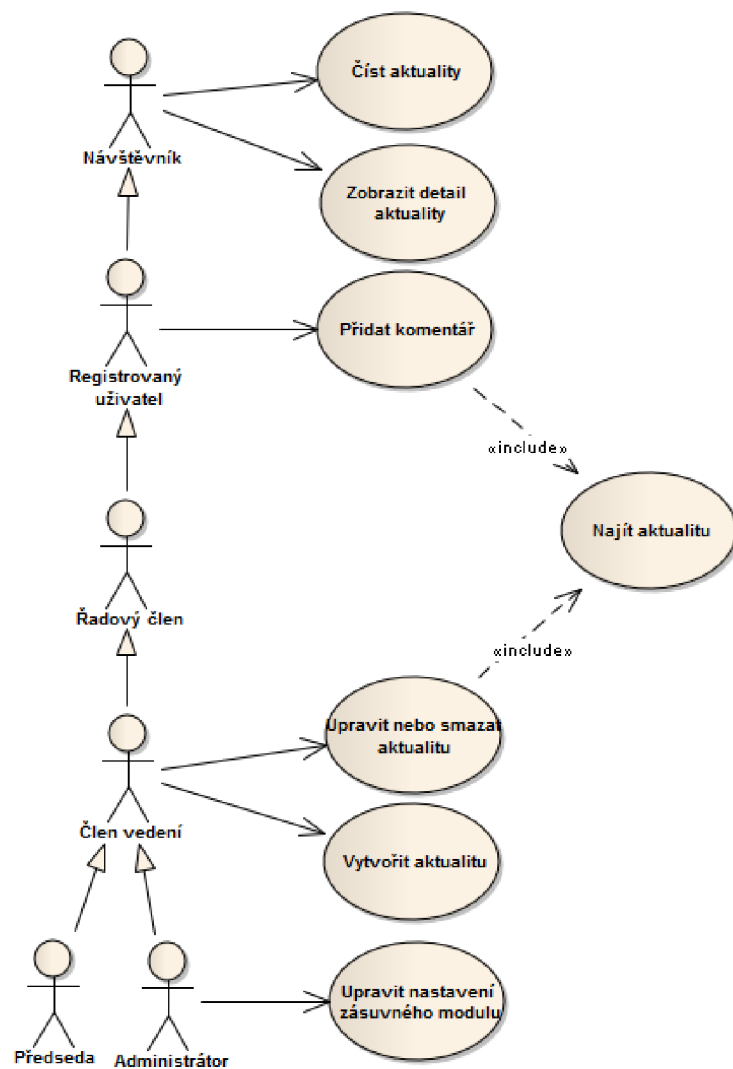 Číst aktuality
Návštěvník
Zobrazit detail
aktuality
Přidat komentář
Registrovaný
uživatel
«include»
Najít aktualitu
Řadový člen
«include»
Upravit nebo smazat
aktualitu
Člen vedení
Vytvořit aktualitu
Upravit nastavení
zásuvného modulu
Předseda
Administrátor